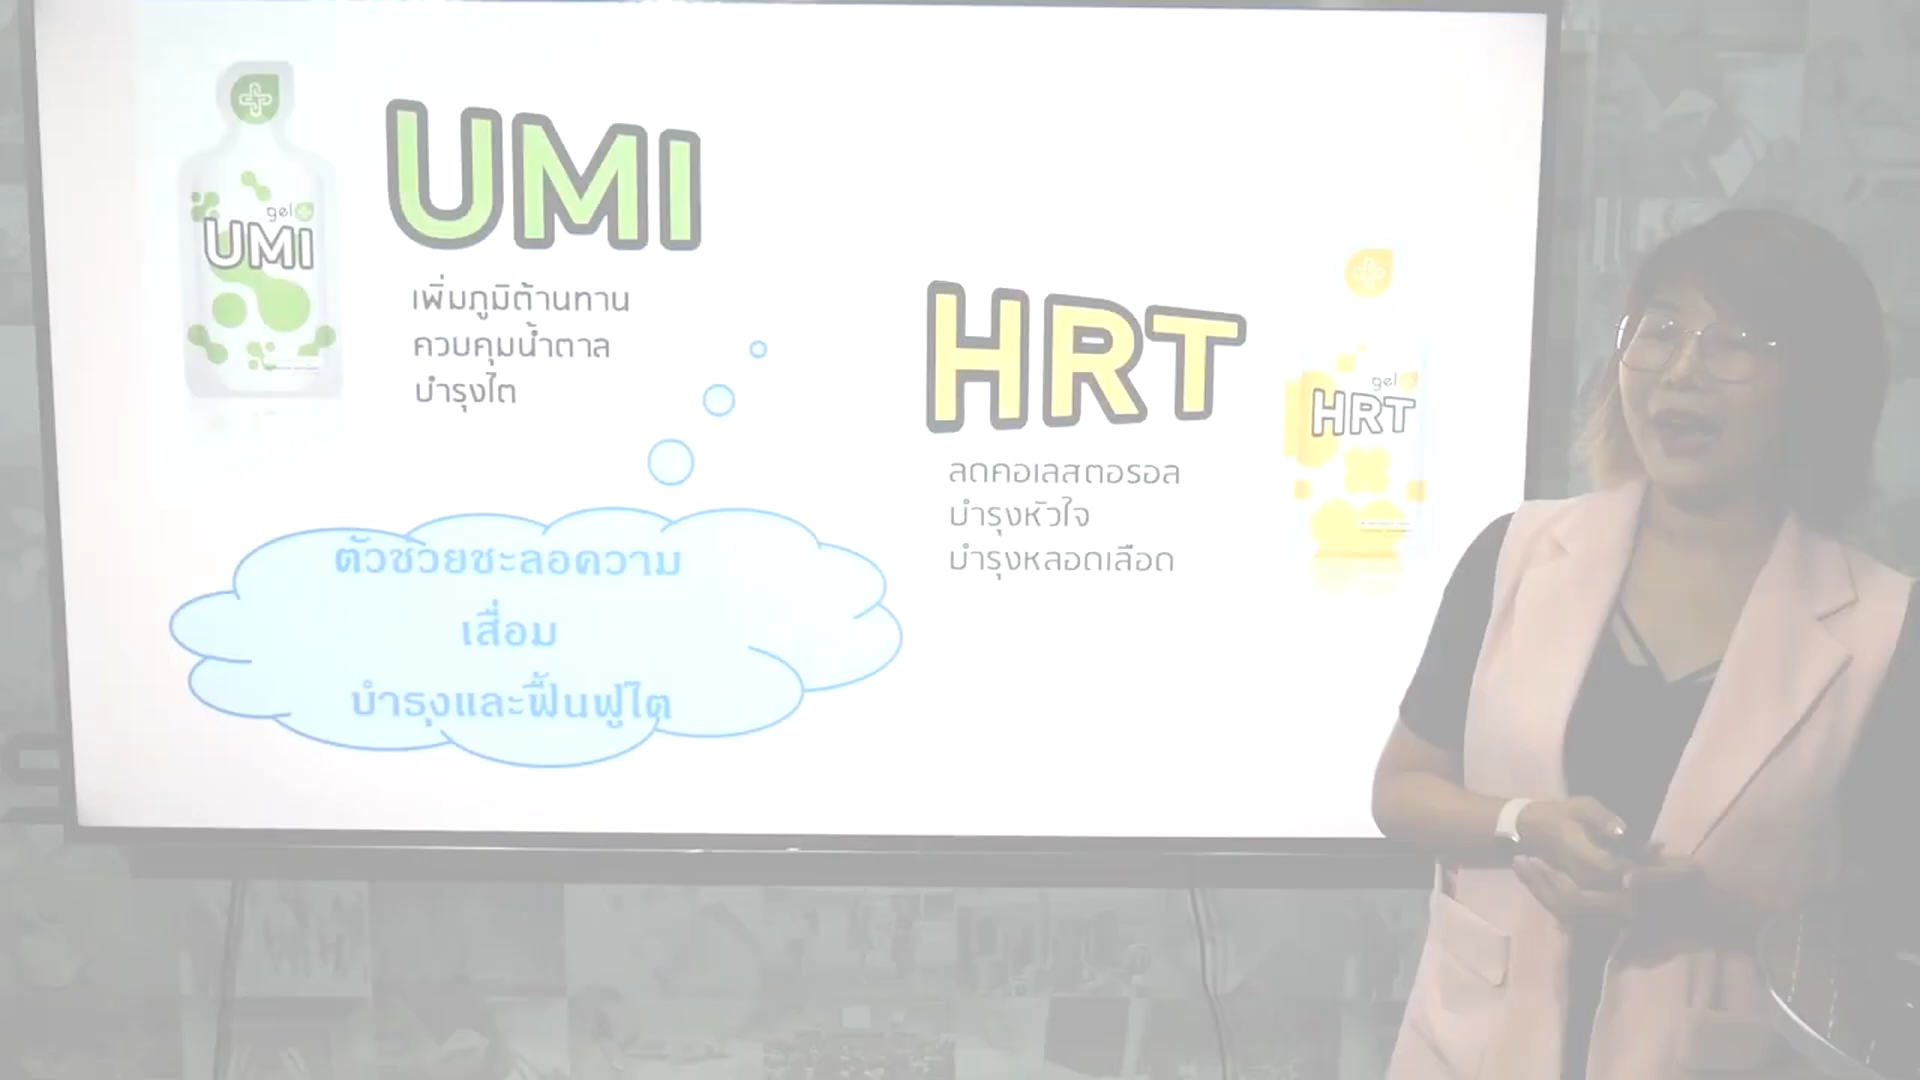 gel
UMI
UMI
เพิ่มภูมิต้านทาน
ควบคุมน้ำตาล
บำรุงไต
HRT
ลดคอเลสตอรอล
บำรุงหัวใจ
บำรุงหลอดเลือด
gel
HRT
ตัวช่วยชะลอความ
เสื่อม
บำรุงและฟื้นฟูไต